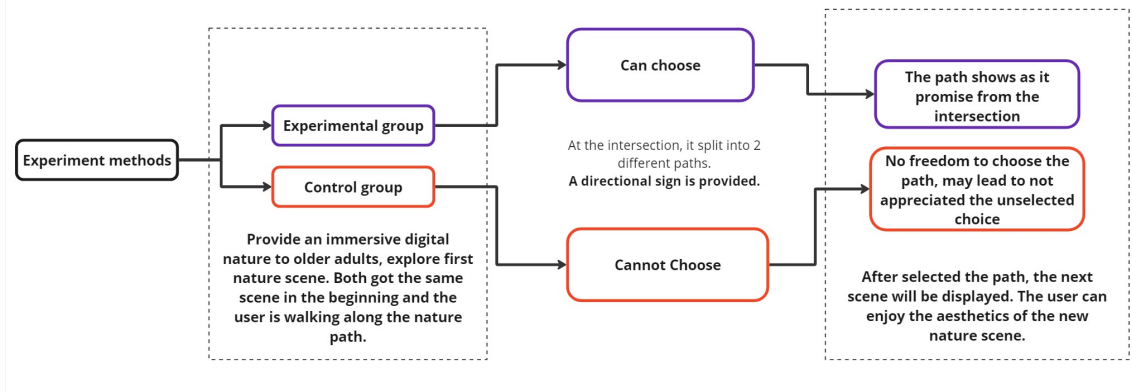 Experiment methods
Experimental group
Control group
Provide an immersive digital
nature to older adults, explore first
nature scene. Both got the same
scene in the beginning and the
user is walking along the nature
path.
Can choose
At the intersection, it split into 2
different paths.
A directional sign is provided.
Cannot Choose
The path shows as it
promise from the
intersection
No freedom to choose the
path, may lead to not
appreciated the unselected
choice
After selected the path, the next
scene will be displayed. The user can
enjoy the aesthetics of the new
nature scene.